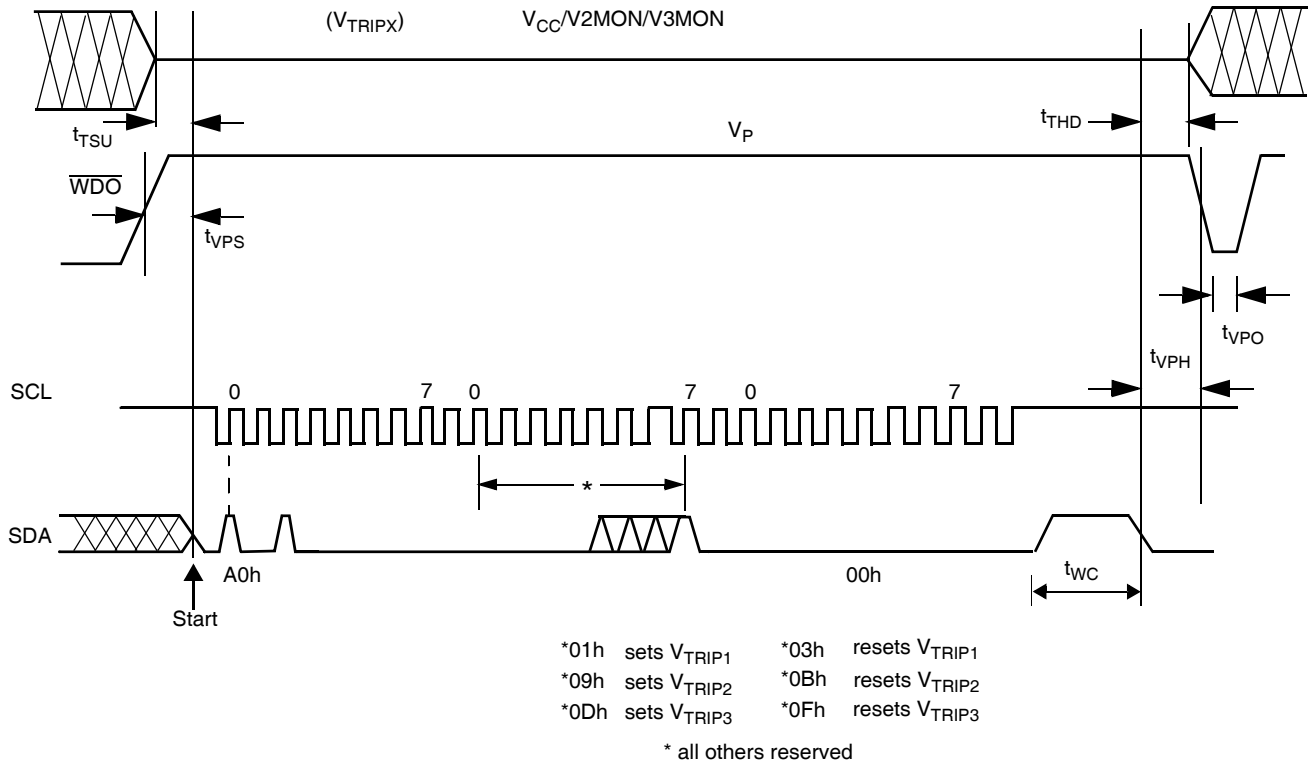 (VTRIPX) VCC/V2MON/V3MON
tTSU
tTHD
VP
WDO
tVPS
tVPO
tVPH
SCL
0 7 0 7 0 7
*
SDA
A0h
00h
tWC
Start
*01h sets VTRIP1 *03h resets VTRIP1
*09h sets VTRIP2 *0Bh resets VTRIP2
*0Dh sets VTRIP3 *0Fh resets VTRIP3
* all others reserved